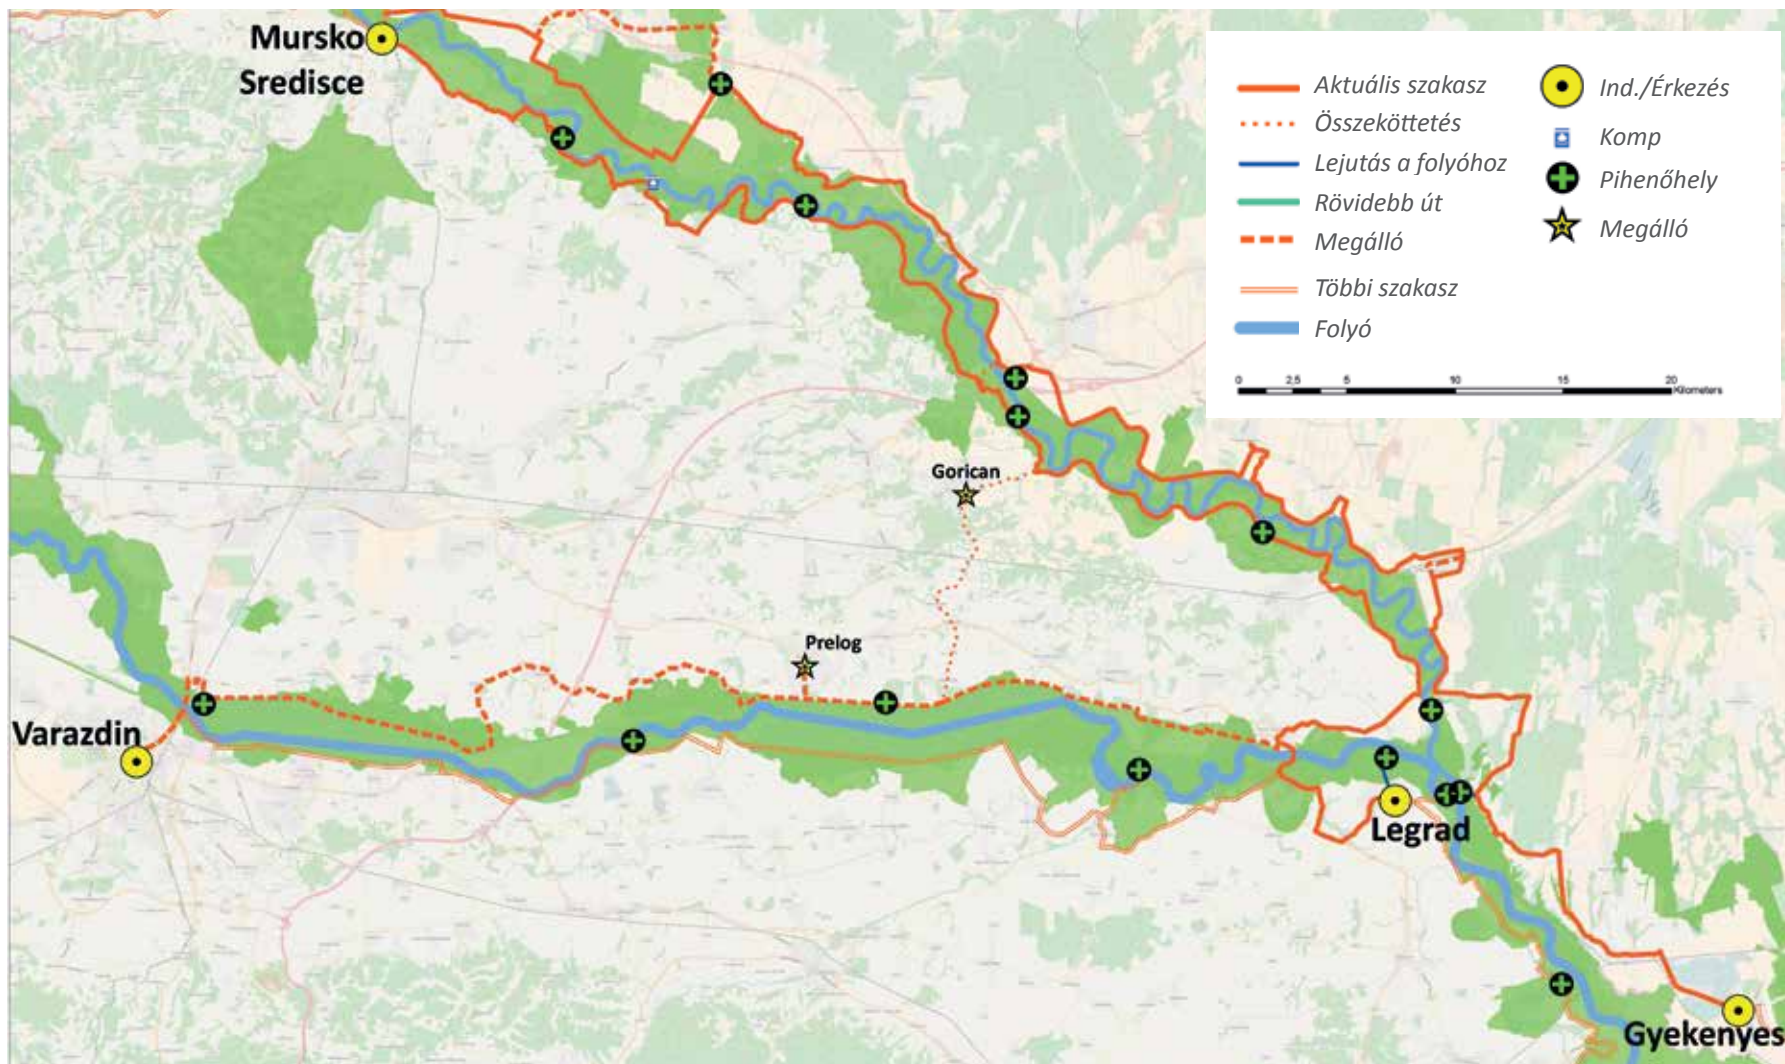 Mursko
Sredisce
Aktuális szakasz
Összeköttetés
Lejutás a folyóhoz
Rövidebb út
Megálló
Többi szakasz
Folyó
Ind./Érkezés
Komp
Pihenőhely
Megálló
0 2,5 5 10 15 20
Kilometers
Gorican
Prelog
Varazdin
Legrad
Gyekenyes